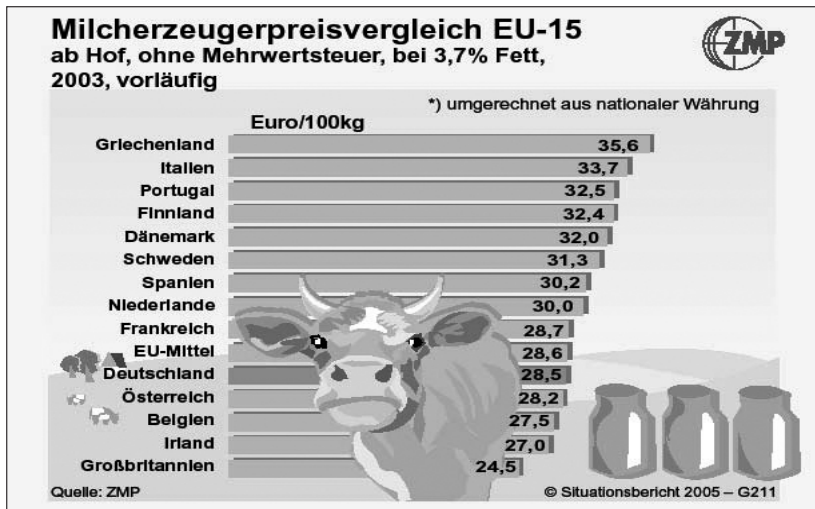 Milcherzeugerpreisvergleich EU-15
ab Hof, ohne Mehrwertsteuer, bei 3,7% Fett,
2003, vorläufig
ZMP
*) umgerechnet aus nationaler Währung
Euro/100kg
Griechenland 35,6
Italien 33,7
Portugal 32,5
Finnland 32,4
Dänemark 32,0
Schweden 31,3
Spanien 30,2
Niederlande 30,0
Frankreich 28,7
EU-Mittel 28,6
Deutschland 28,5
Österreich 28,2
Belgien 27,5
Irland 27,0
Großbritannien 24,5
Quelle: ZMP © Situationsbericht 2005 – G211